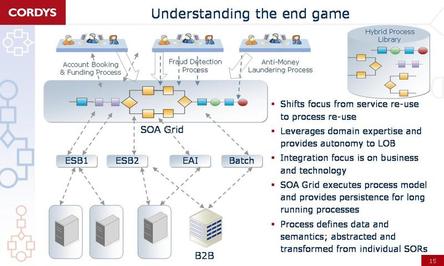 CORDYS
Understanding the end game
Hybrid Process
Library
Account Booking
& Funding Process
Fraud Detection
Process
Anti-Money
Laundering Process
SOA Grid
ESB1
ESB2
EAI
Batch
B2B
Shifts focus from service re-use
to process re-use
Leverages domain expertise and
provides autonomy to LOB
Integration focus is on business
and technology
SOA Grid executes process model
and provides persistence for long
running processes
Process defines data and
semantics; abstracted and
transformed from individual SORs
15